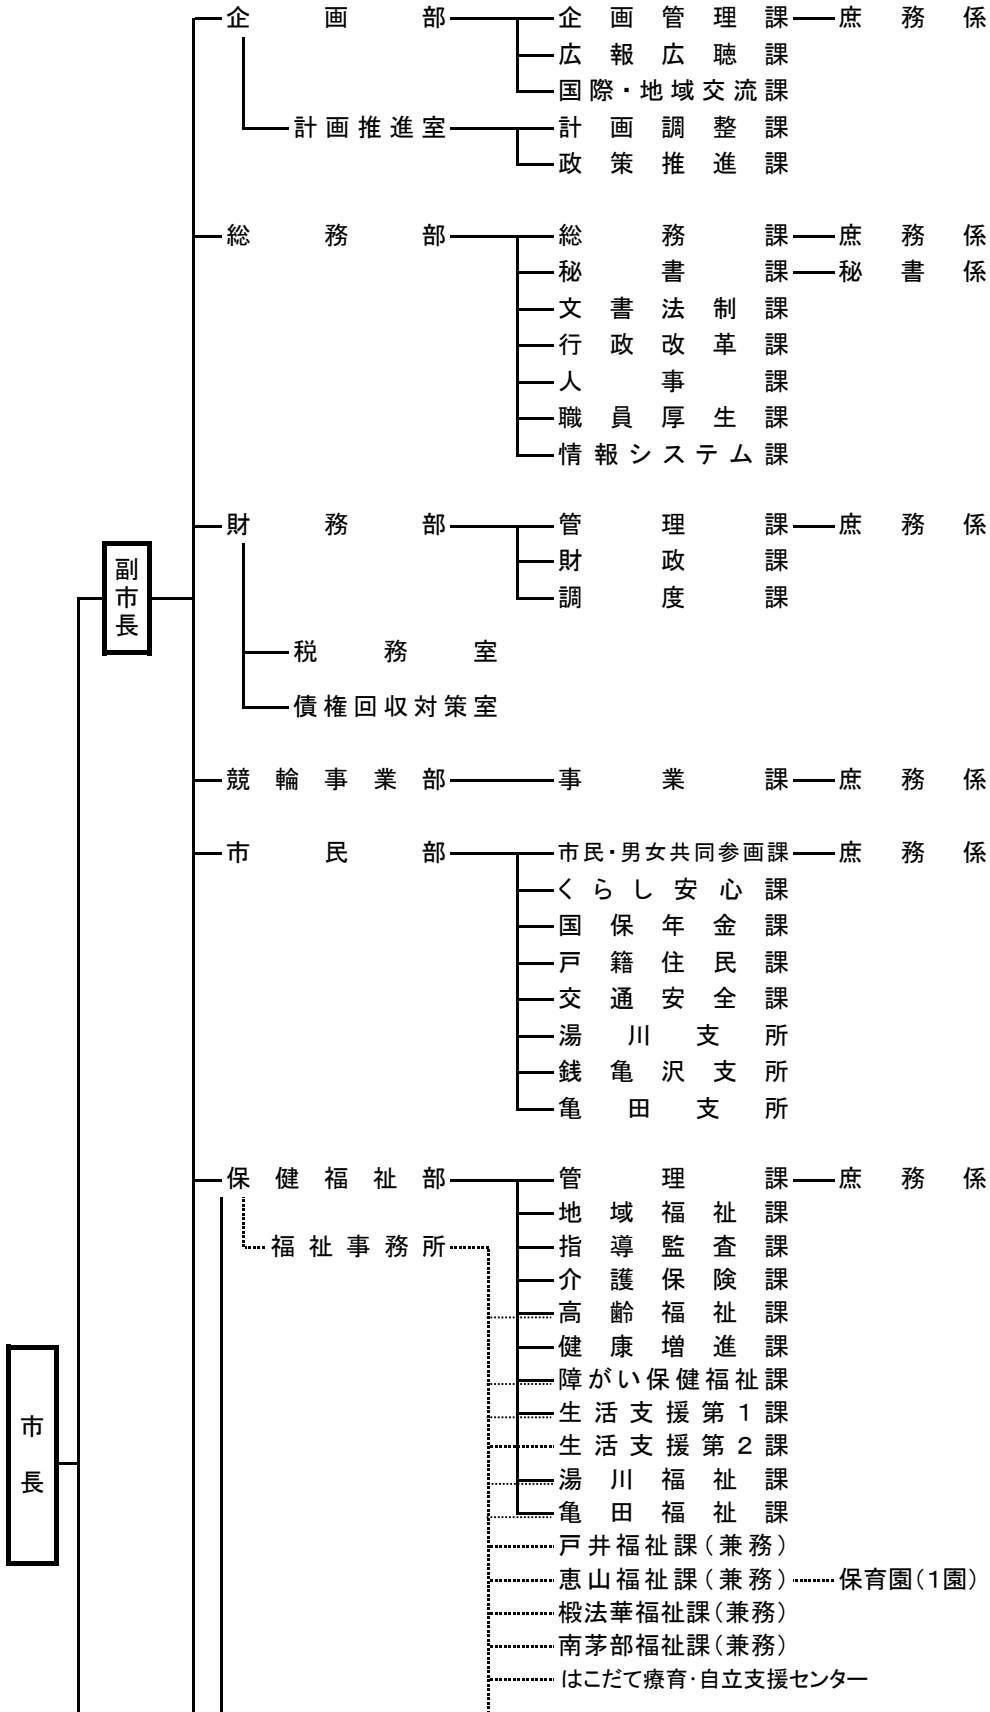 企画部 企画管理課 庶務係
広報広聴課
国際・地域交流課
計画推進室 計画調整課
政策推進課
総務部 総務課 庶務係
秘書課 秘書係
文書法制課
行政改革課
人事課
職員厚生課
情報システム課
財務部 管理課 庶務係
財政課
調度課
副市長
税務室
債権回収対策室
競輪事業部 事業課 庶務係
市民部 市民・男女共同参画課 庶務係
くらし安心課
国保年金課
戸籍住民課
交通安全課
湯川支所
銭亀沢支所
亀田支所
保健福祉部 管理課 庶務係
地域福祉課
福祉事務所 指導監査課
介護保険課
高齢福祉課
健康増進課
障がい保健福祉課
生活支援第1課
生活支援第2課
市長
湯川福祉課
亀田福祉課
戸井福祉課(兼務)
恵山福祉課(兼務) 保育園(1園)
椴法華福祉課(兼務)
南茅部福祉課(兼務)
はこだて療育・自立支援センター